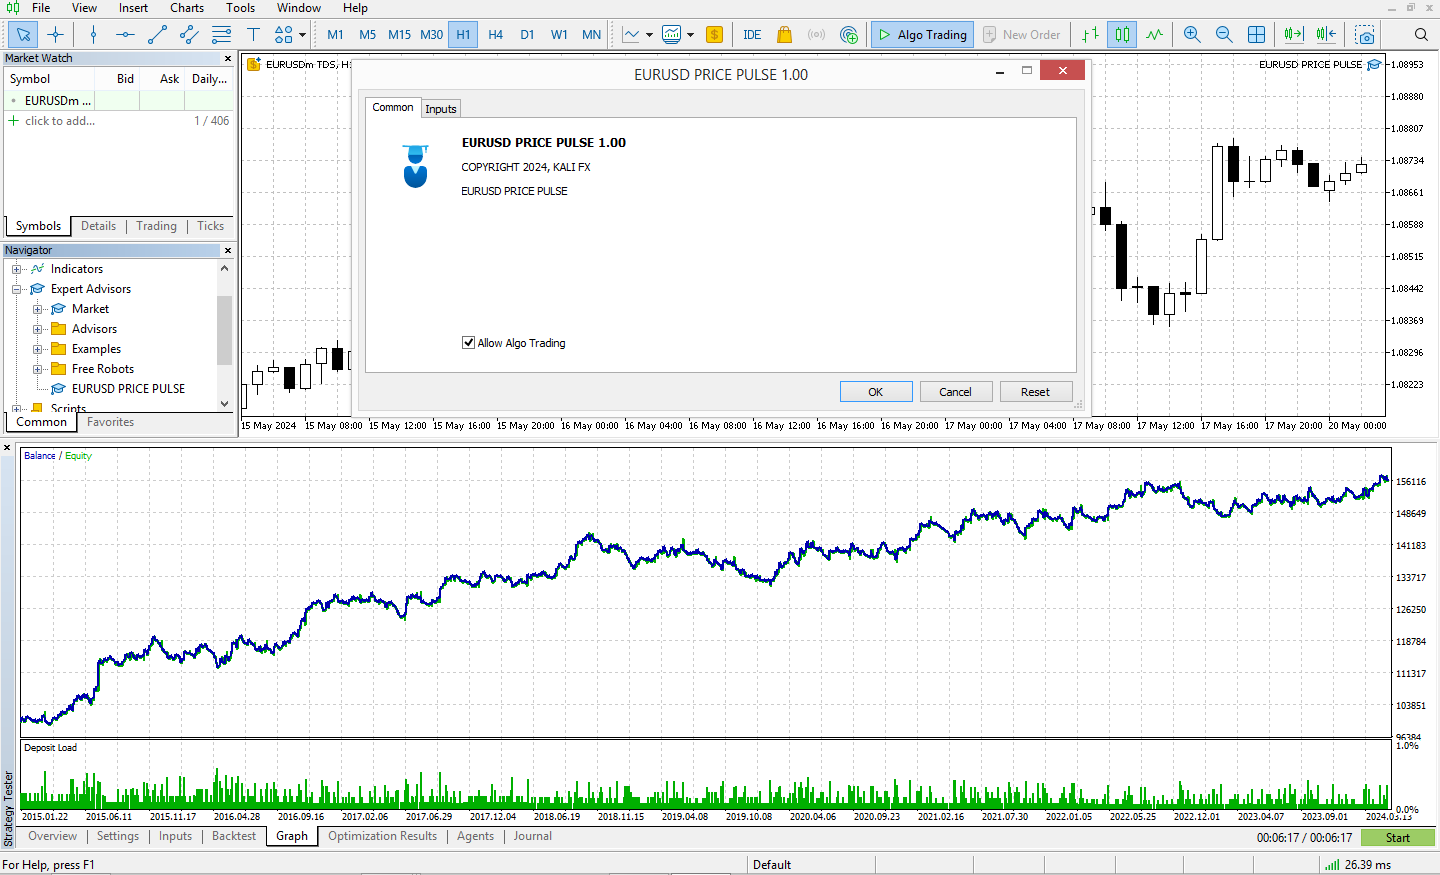 File View Insert Charts Tools Window Help
M1 M5 M15 M30 H1 H4 D1 W1 MN IDE Algo Trading New Order
Market Watch
Symbol Bid Ask Daily...
EURUSDm ...
click to add... 1 / 406
Symbols Details Trading Ticks
Navigator
Indicators
Expert Advisors
Market
Advisors
Examples
Free Robots
EURUSD PRICE PULSE
Scripts
Common Favorites
EURUSDm TDS, H1
EURUSD PRICE PULSE
EURUSD PRICE PULSE 1.00
Common Inputs
EURUSD PRICE PULSE 1.00
COPYRIGHT 2024, KALI FX
EURUSD PRICE PULSE
Allow Algo Trading
OK Cancel Reset
1.08953
1.08880
1.08807
1.08734
1.08661
1.08588
1.08515
1.08442
1.08369
1.08296
1.08223
15 May 2024 15 May 08:00 15 May 12:00 15 May 16:00 15 May 20:00 16 May 00:00 16 May 04:00 16 May 08:00 16 May 12:00 16 May 16:00 16 May 20:00 17 May 00:00 17 May 04:00 17 May 08:00 17 May 12:00 17 May 16:00 17 May 20:00 20 May 00:00
Balance / Equity
156116
148649
141183
133717
126250
118784
111317
103851
96384
Deposit Load
1.0%
0.0%
2015.01.22 2015.06.11 2015.11.17 2016.04.28 2016.09.16 2017.02.06 2017.06.29 2017.12.04 2018.06.19 2018.11.15 2019.04.08 2019.10.08 2020.04.06 2020.09.23 2021.02.16 2021.07.30 2022.01.05 2022.05.25 2022.12.01 2023.04.07 2023.09.01 2024.03.13
Strategy Tester
Overview Settings Inputs Backtest Graph Optimization Results Agents Journal
00:06:17 / 00:06:17 Start
For Help, press F1 Default 26.39 ms